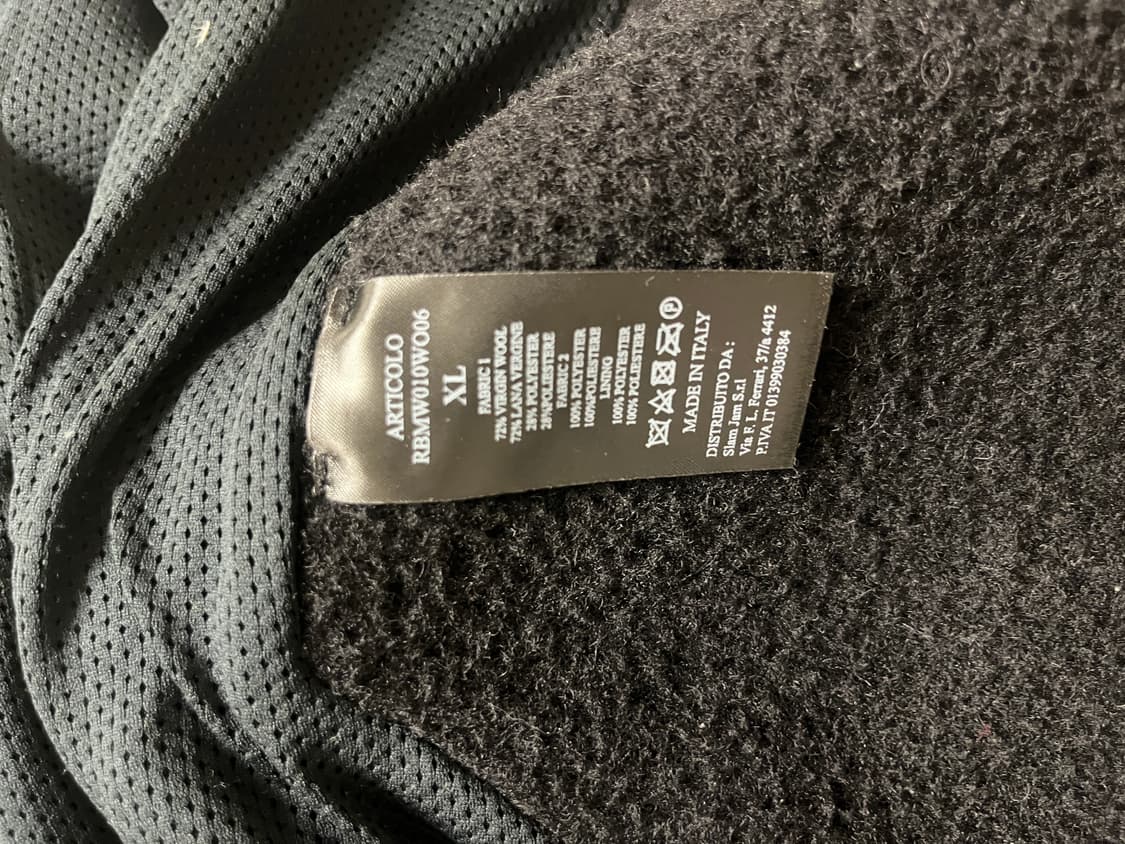 ARTICOLO
RBMW010WO06
XL
FABRIC 1
72% VIRGIN WOOL
72% LANA VERGINE
28% POLYESTER
28%POLIESTERE
FABRIC 2
100% POLYESTER
100%POLIESTERE
LNING
100% POLYESTER
100% POLIESTERE
P
MADE IN ITALY
DISTRIBUITO DA :
Slam Jam S.r.l
Via F. L. Ferrari, 37/a 4412
P.IVA IT 01399030384